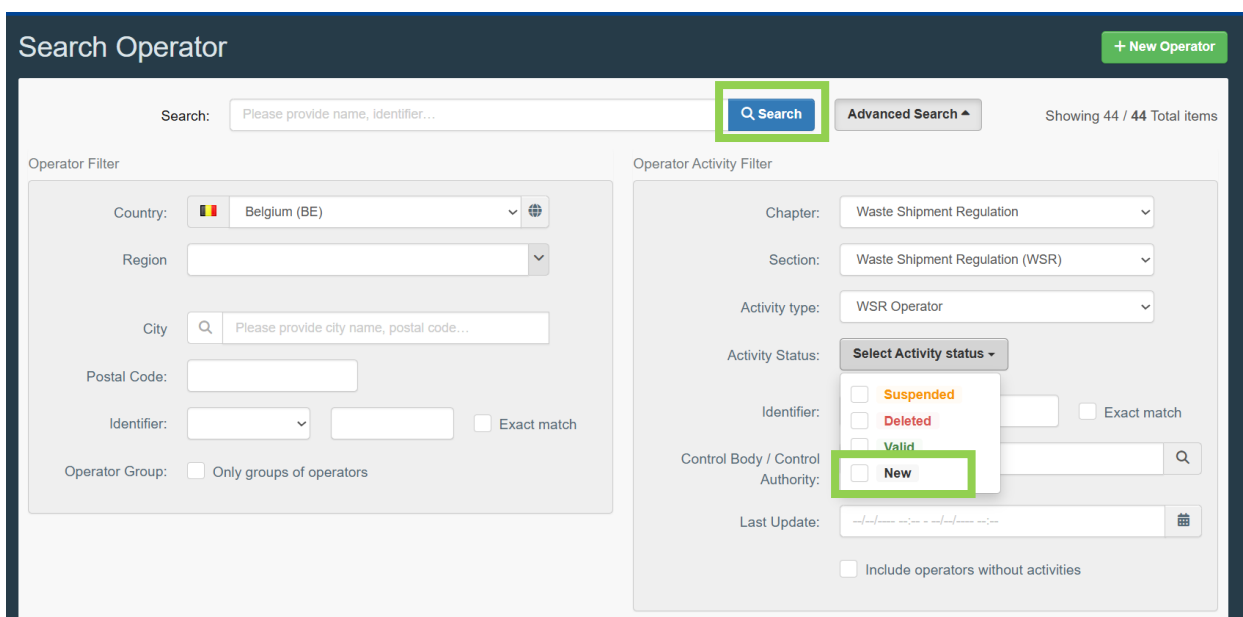 Search Operator
+ New Operator
Search:
Please provide name, identifier...
Search
Advanced Search
Showing 44 / 44 Total items
Operator Filter
Country:
Belgium (BE)
Region
City
Please provide city name, postal code...
Postal Code:
Identifier:
Exact match
Operator Group:
Only groups of operators
Operator Activity Filter
Chapter:
Waste Shipment Regulation
Section:
Waste Shipment Regulation (WSR)
Activity type:
WSR Operator
Activity Status:
Select Activity status
Suspended
Deleted
Valid
New
Identifier:
Exact match
Control Body / Control
Authority:
Last Update:
--/--/---- --:-- - --/--/---- --:--
Include operators without activities